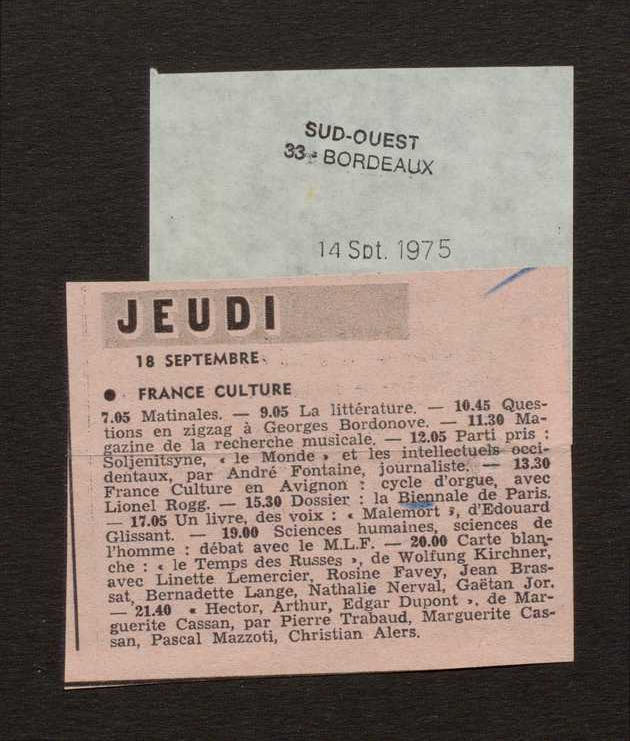 SUD-OUEST
33 - BORDEAUX
14 Spt. 1975
JEUDI
18 SEPTEMBRE
● FRANCE CULTURE
7.05 Matinales. — 9.05 La littérature. — 10.45 Ques-
tions en zigzag à Georges Bordonove. — 11.30 Ma-
gazine de la recherche musicale. — 12.05 Parti pris :
Soljenitsyne, « le Monde » et les intellectuels occi-
dentaux, par André Fontaine, journaliste. — 13.30
France Culture en Avignon : cycle d'orgue, avec
Lionel Rogg. — 15.30 Dossier : la Biennale de Paris.
— 17.05 Un livre, des voix : « Malemort », d'Edouard
Glissant. — 19.00 Sciences humaines, sciences de
l'homme : débat avec le M.L.F. — 20.00 Carte blan-
che : « le Temps des Russes », de Wolfung Kirchner,
avec Linette Lemercier, Rosine Favey, Jean Bras-
sat, Bernadette Lange, Nathalie Nerval, Gaëtan Jor.
— 21.40 « Hector, Arthur, Edgar Dupont », de Mar-
guerite Cassan, par Pierre Trabaud, Marguerite Cas-
san, Pascal Mazzoti, Christian Alers.